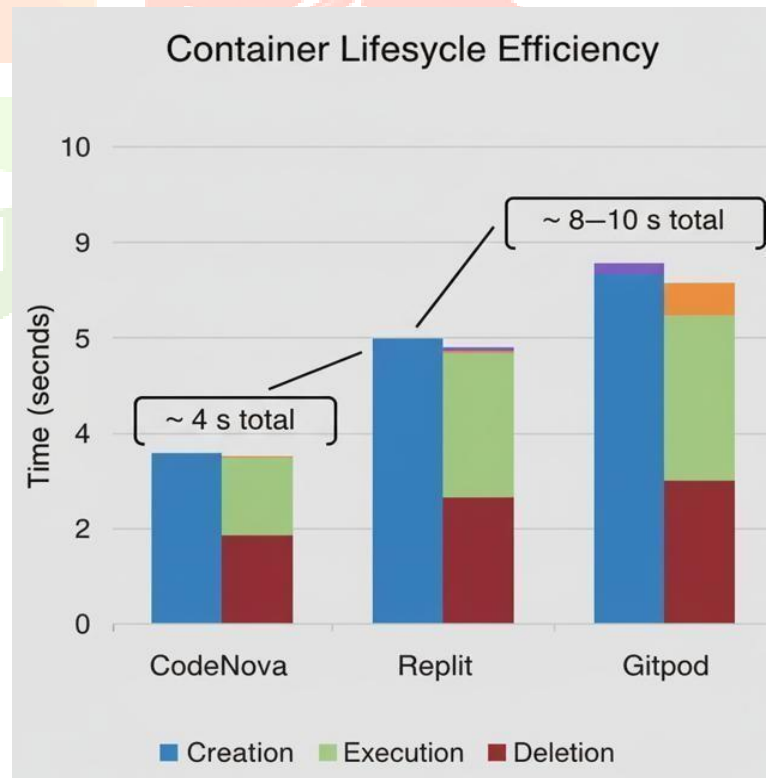 Container Lifesycle Efficiency
10
~ 8–10 s total
9
Time (secnds)
5
~ 4 s total
4
2
0
CodeNova Replit Gitpod
Creation Execution Deletion